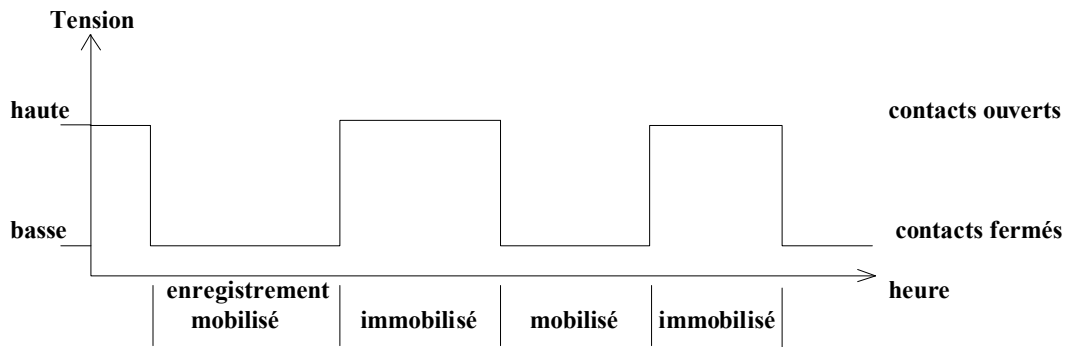 Tension
haute
contacts ouverts
basse
contacts fermés
heure
enregistrement
mobilisé
immobilisé
mobilisé
immobilisé